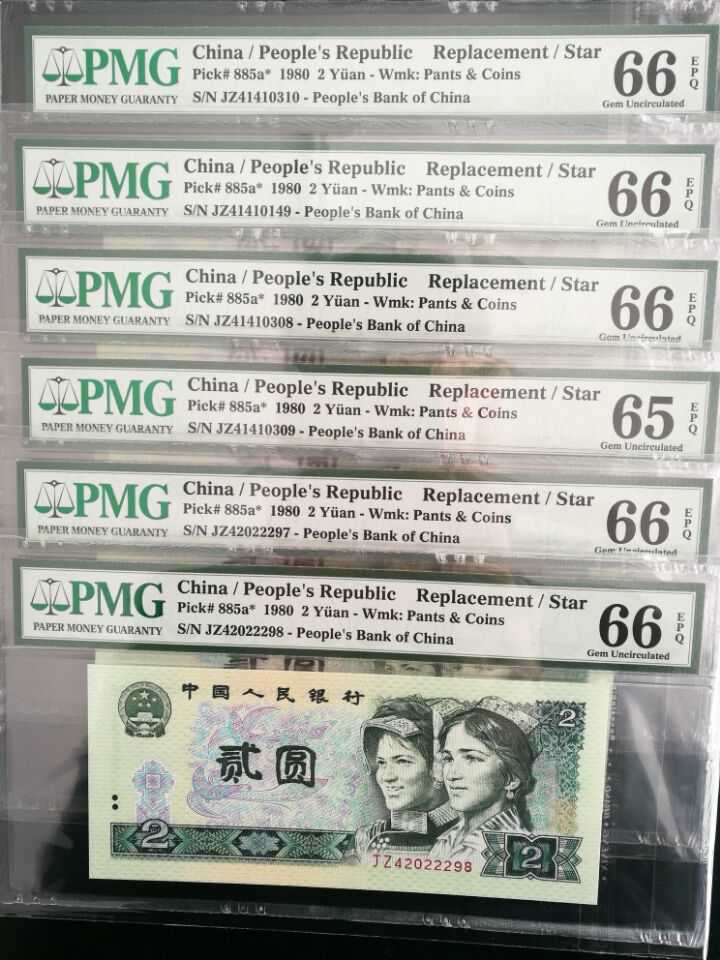 PMG
PAPER MONEY GUARANTY
China / People's Republic Replacement / Star
Pick# 885a* 1980 2 Yüan - Wmk: Pants & Coins
S/N JZ41410310 - People's Bank of China
66
EPQ
Gem Uncirculated
PMG
PAPER MONEY GUARANTY
China / People's Republic Replacement / Star
Pick# 885a* 1980 2 Yüan - Wmk: Pants & Coins
S/N JZ41410149 - People's Bank of China
66
EPQ
Gem Uncirculated
PMG
PAPER MONEY GUARANTY
China / People's Republic Replacement / Star
Pick# 885a* 1980 2 Yüan - Wmk: Pants & Coins
S/N JZ41410308 - People's Bank of China
66
EPQ
Gem Uncirculated
PMG
PAPER MONEY GUARANTY
China / People's Republic Replacement / Star
Pick# 885a* 1980 2 Yüan - Wmk: Pants & Coins
S/N JZ41410309 - People's Bank of China
65
EPQ
Gem Uncirculated
PMG
PAPER MONEY GUARANTY
China / People's Republic Replacement / Star
Pick# 885a* 1980 2 Yüan - Wmk: Pants & Coins
S/N JZ42022297 - People's Bank of China
66
EPQ
Gem Uncirculated
PMG
PAPER MONEY GUARANTY
China / People's Republic Replacement / Star
Pick# 885a* 1980 2 Yüan - Wmk: Pants & Coins
S/N JZ42022298 - People's Bank of China
66
EPQ
Gem Uncirculated
中国人民银行
2
贰圆
2
JZ42022298
2